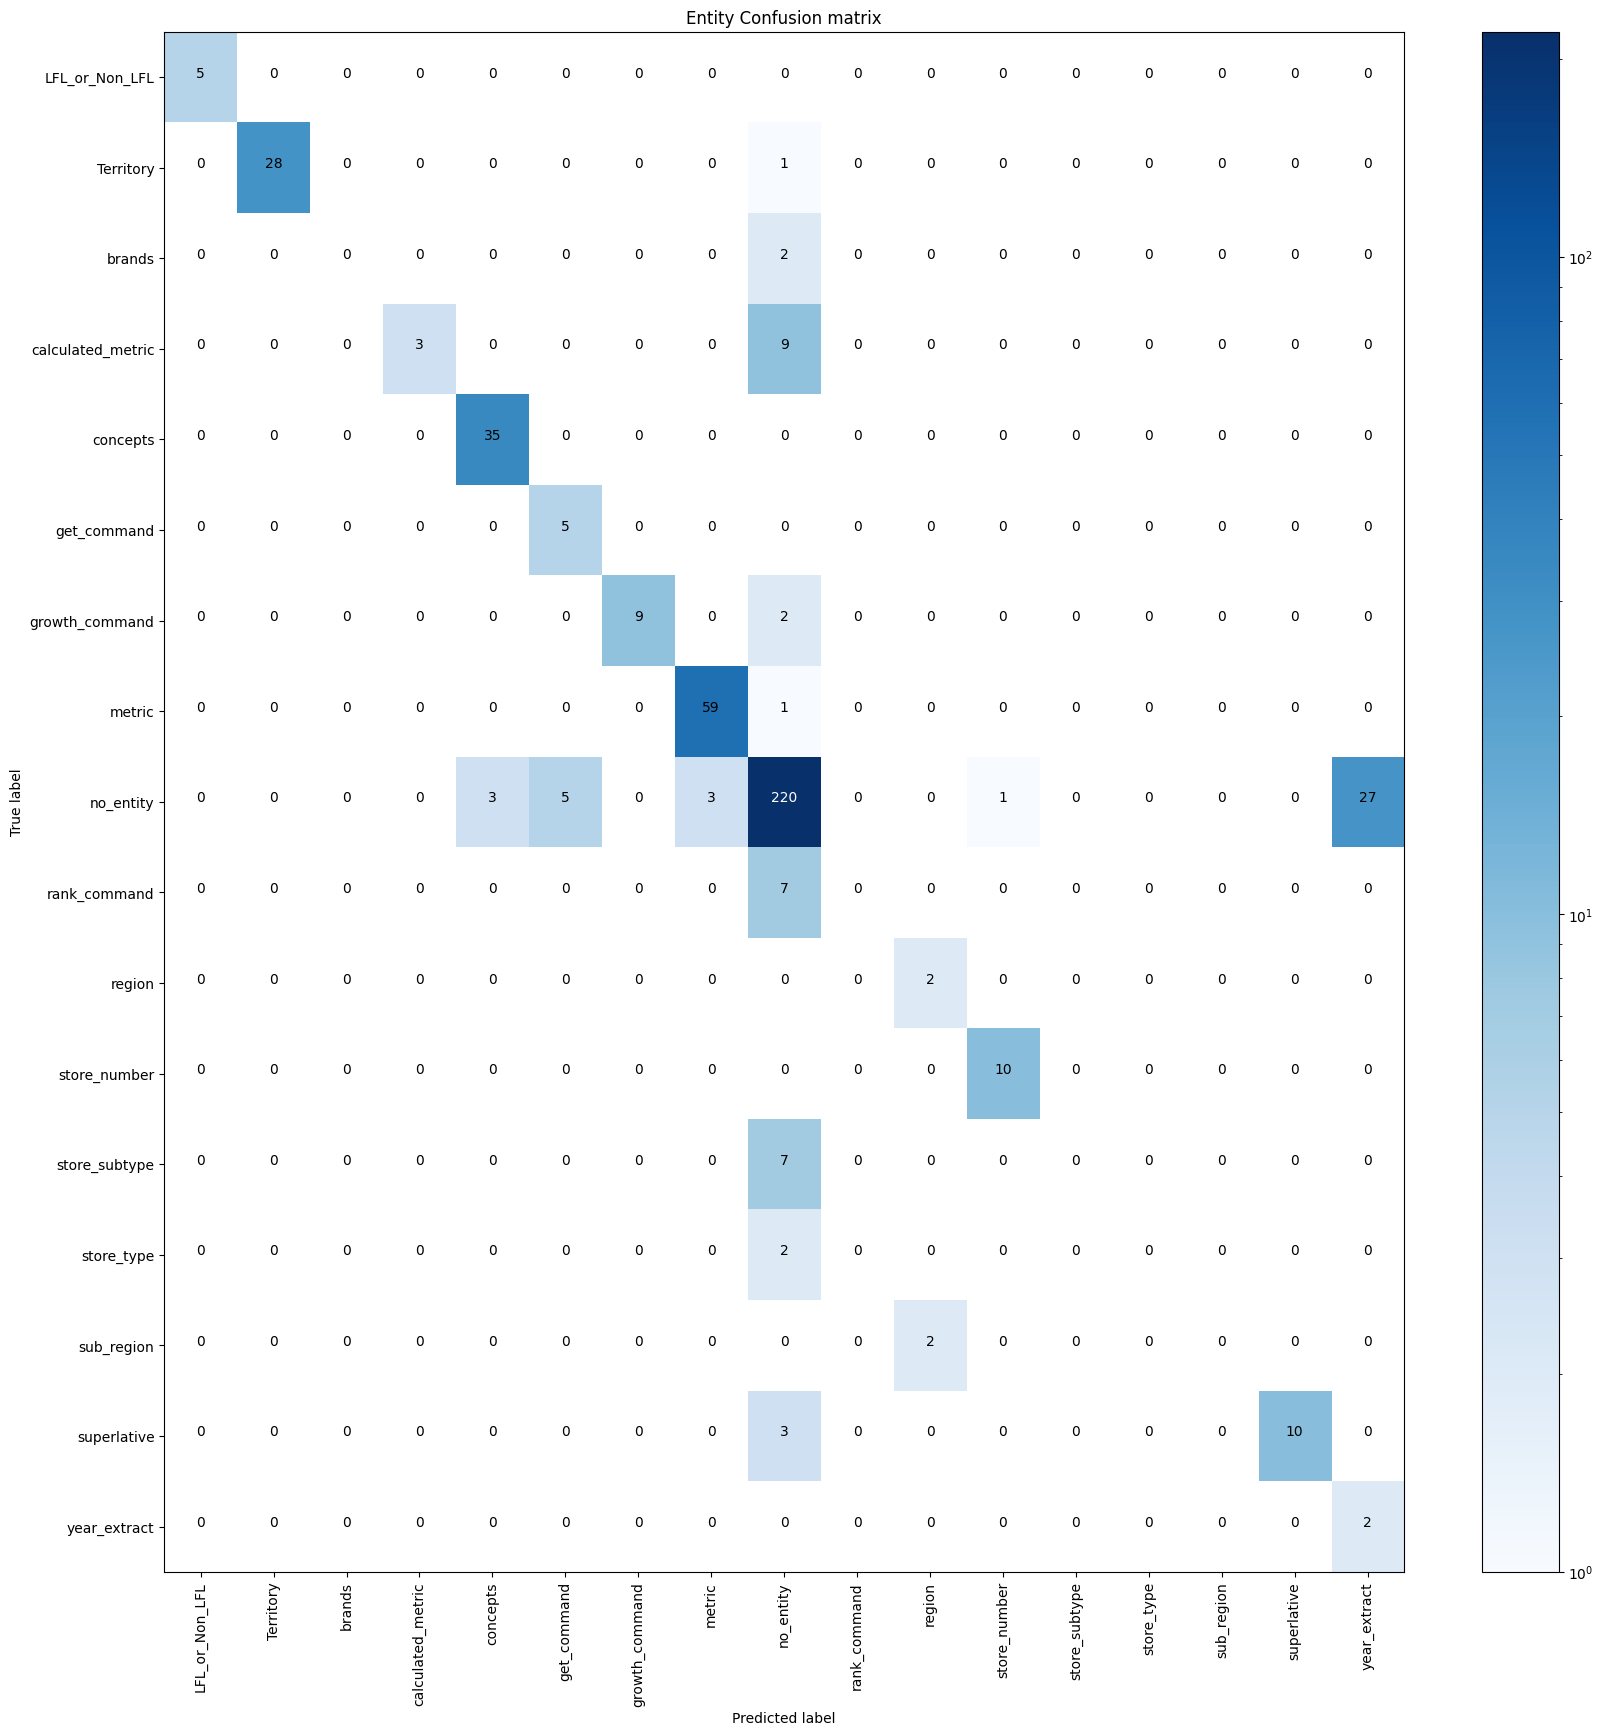 Entity Confusion matrix
LFL_or_Non_LFL 5 0 0 0 0 0 0 0 0 0 0 0 0 0 0 0 0
Territory 0 28 0 0 0 0 0 0 1 0 0 0 0 0 0 0 0
brands 0 0 0 0 0 0 0 0 2 0 0 0 0 0 0 0 0
10²
calculated_metric 0 0 0 3 0 0 0 0 9 0 0 0 0 0 0 0 0
concepts 0 0 0 0 35 0 0 0 0 0 0 0 0 0 0 0 0
get_command 0 0 0 0 0 5 0 0 0 0 0 0 0 0 0 0 0
growth_command 0 0 0 0 0 0 9 0 2 0 0 0 0 0 0 0 0
metric 0 0 0 0 0 0 0 59 1 0 0 0 0 0 0 0 0
True label
no_entity 0 0 0 0 3 5 0 3 220 0 0 1 0 0 0 0 27
rank_command 0 0 0 0 0 0 0 0 7 0 0 0 0 0 0 0 0
10¹
region 0 0 0 0 0 0 0 0 0 0 2 0 0 0 0 0 0
store_number 0 0 0 0 0 0 0 0 0 0 0 10 0 0 0 0 0
store_subtype 0 0 0 0 0 0 0 0 7 0 0 0 0 0 0 0 0
store_type 0 0 0 0 0 0 0 0 2 0 0 0 0 0 0 0 0
sub_region 0 0 0 0 0 0 0 0 0 0 2 0 0 0 0 0 0
superlative 0 0 0 0 0 0 0 0 3 0 0 0 0 0 0 10 0
year_extract 0 0 0 0 0 0 0 0 0 0 0 0 0 0 0 0 2
10⁰
LFL_or_Non_LFL
Territory
brands
calculated_metric
concepts
get_command
growth_command
metric
no_entity
rank_command
region
store_number
store_subtype
store_type
sub_region
superlative
year_extract
Predicted label